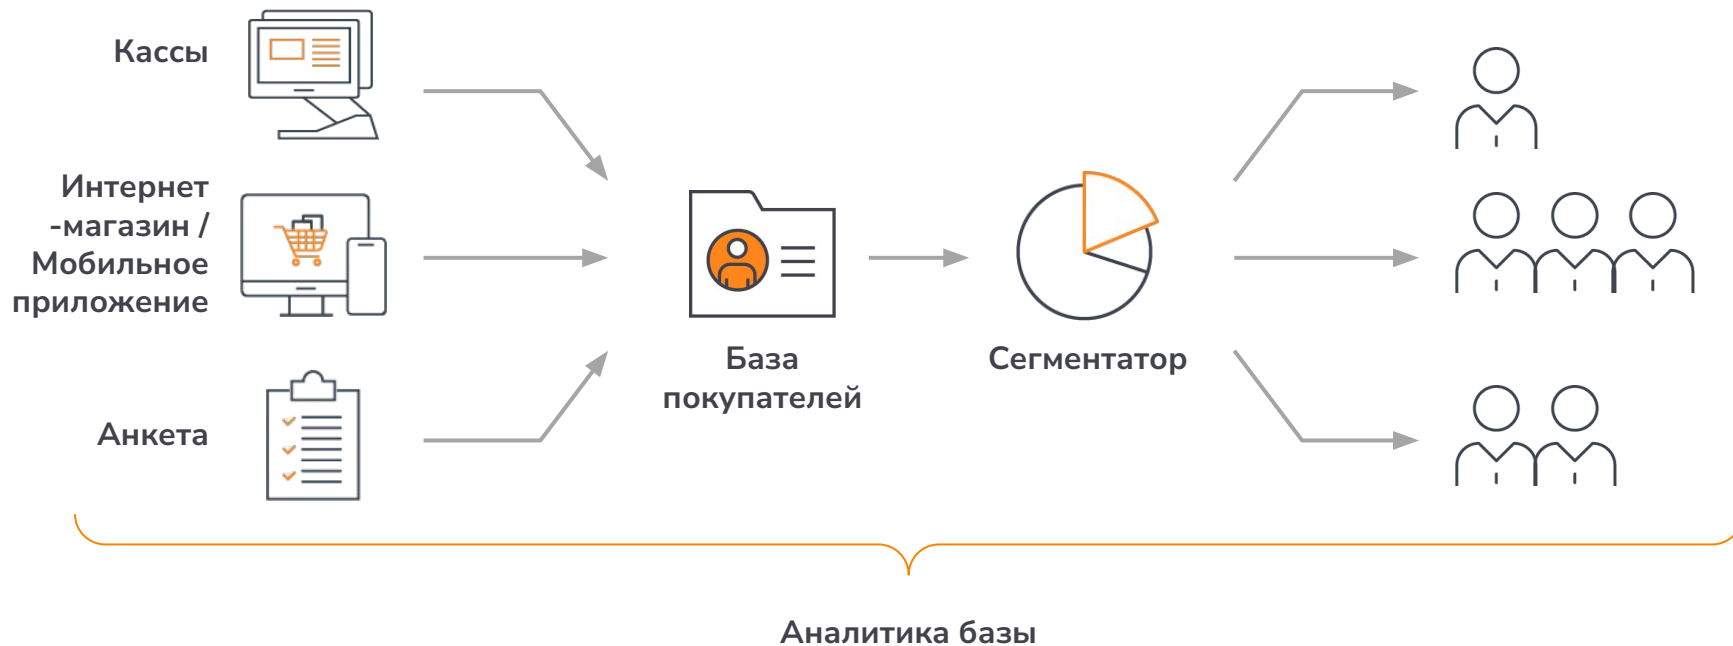 Кассы
Интернет
-магазин /
Мобильное
приложение
Анкета
База
покупателей
Сегментатор
Аналитика базы